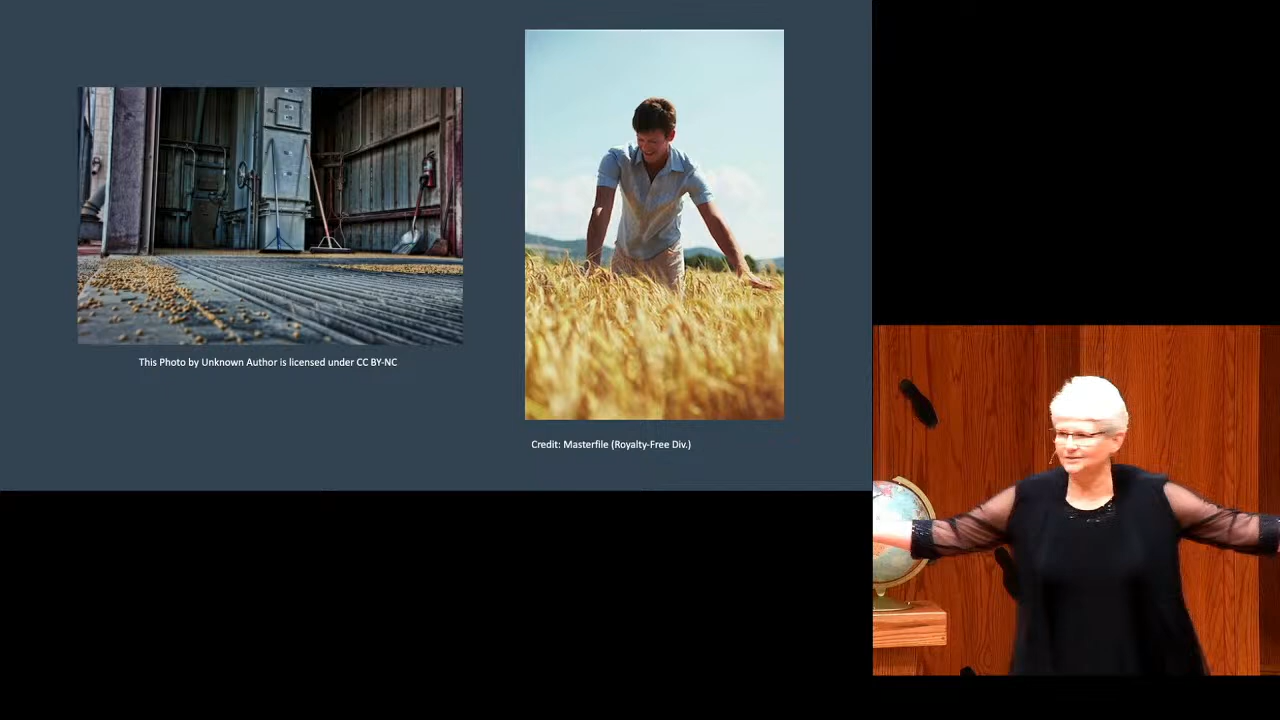 This Photo by Unknown Author is licensed under CC BY-NC
Credit: Masterfile (Royalty-Free Div.)